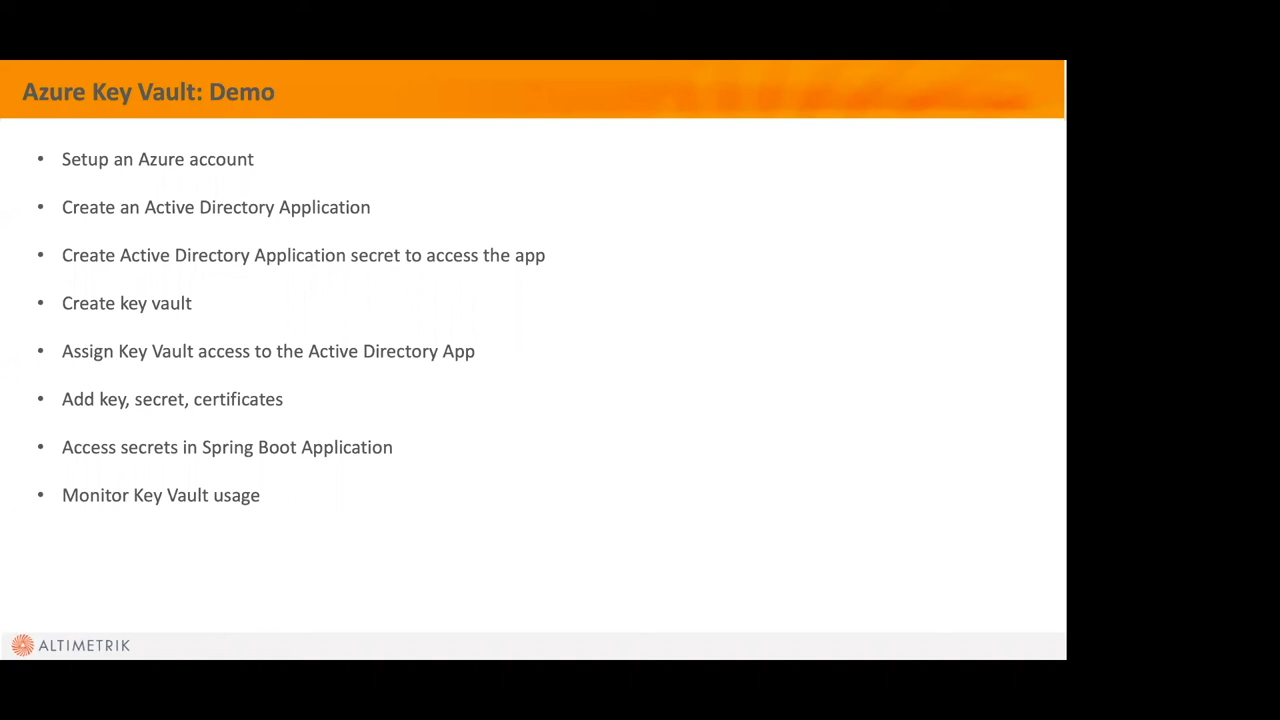 Azure Key Vault: Demo
• Setup an Azure account
• Create an Active Directory Application
• Create Active Directory Application secret to access the app
• Create key vault
• Assign Key Vault access to the Active Directory App
• Add key, secret, certificates
• Access secrets in Spring Boot Application
• Monitor Key Vault usage
ALTIMETRIK